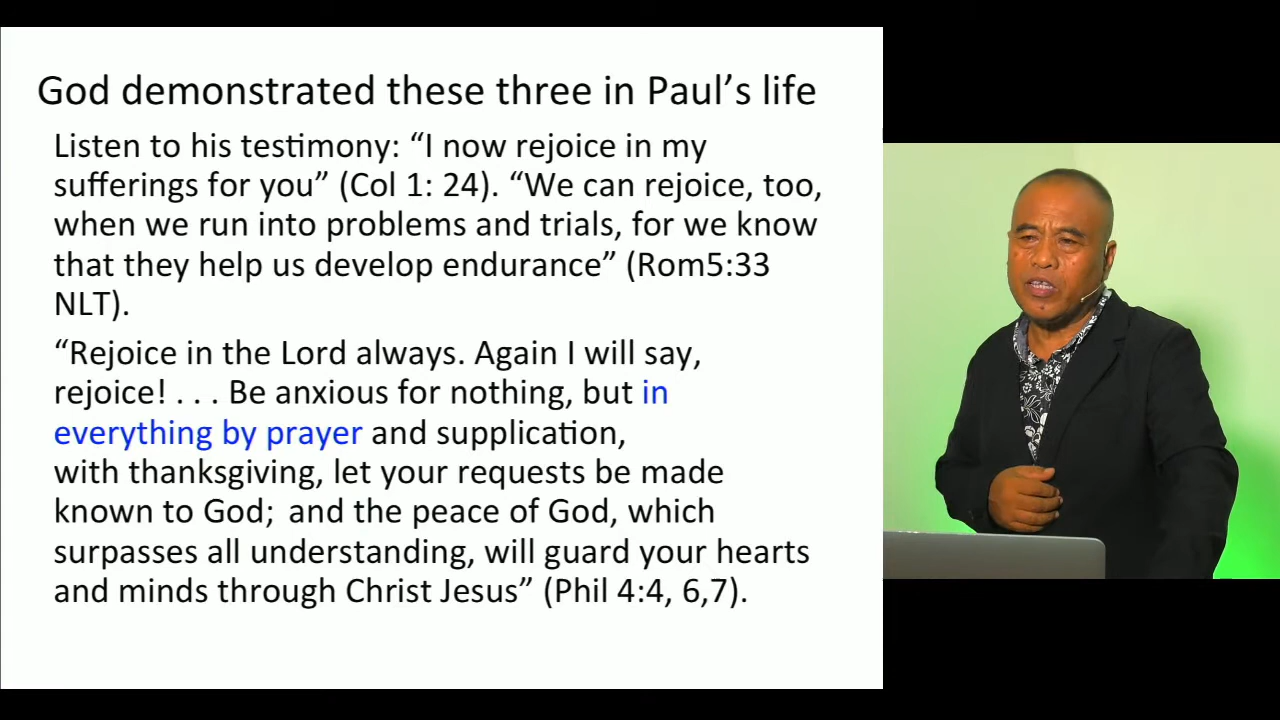 God demonstrated these three in Paul’s life
Listen to his testimony: “I now rejoice in my
sufferings for you” (Col 1: 24). “We can rejoice, too,
when we run into problems and trials, for we know
that they help us develop endurance” (Rom5:33
NLT).
“Rejoice in the Lord always. Again I will say,
rejoice! . . . Be anxious for nothing, but in
everything by prayer and supplication,
with thanksgiving, let your requests be made
known to God; and the peace of God, which
surpasses all understanding, will guard your hearts
and minds through Christ Jesus” (Phil 4:4, 6,7).